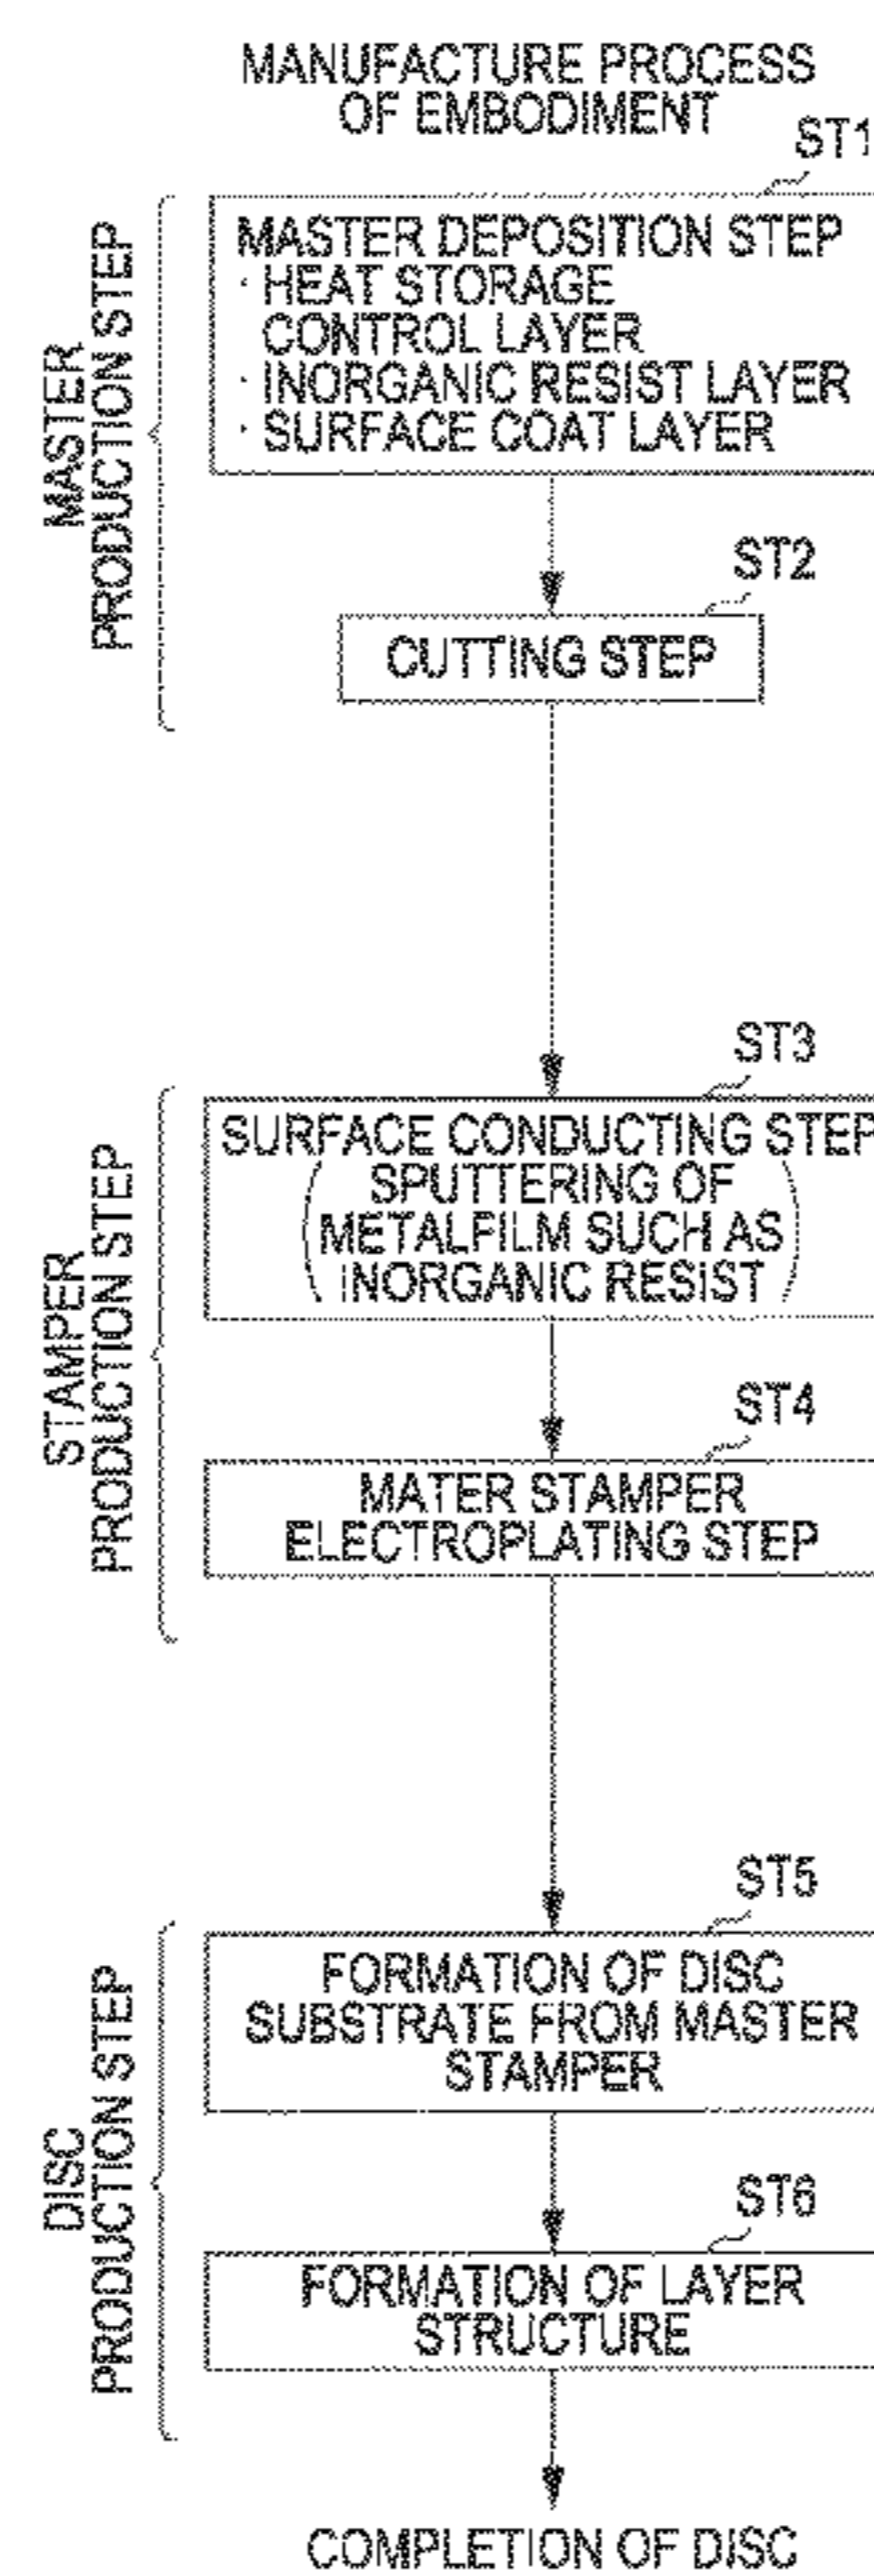 MANUFACTURE PROCESS
OF EMBODIMENT
ST1
MASTER
PRODUCTION STEP
MASTER DEPOSITION STEP
· HEAT STORAGE
CONTROL LAYER
· INORGANIC RESIST LAYER
· SURFACE COAT LAYER
ST2
CUTTING STEP
STAMPER
PRODUCTION STEP
ST3
SURFACE CONDUCTING STEP
(SPUTTERING OF
METALFILM SUCH AS
INORGANIC RESIST)
ST4
MATER STAMPER
ELECTROPLATING STEP
DISC
PRODUCTION STEP
ST5
FORMATION OF DISC
SUBSTRATE FROM MASTER
STAMPER
ST6
FORMATION OF LAYER
STRUCTURE
COMPLETION OF DISC